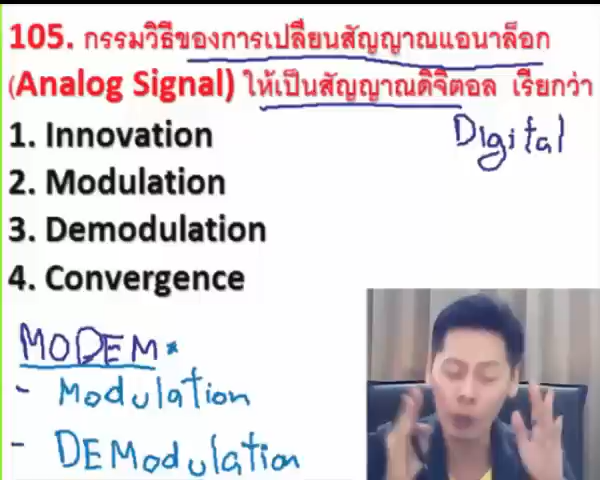 105. กรรมวิธีของการเปลี่ยนสัญญาณแอนาล็อก
(Analog Signal) ให้เป็นสัญญาณดิจิตอล เรียกว่า
Digital
1. Innovation
2. Modulation
3. Demodulation
4. Convergence
MODEM*
- Modulation
- DEModulation